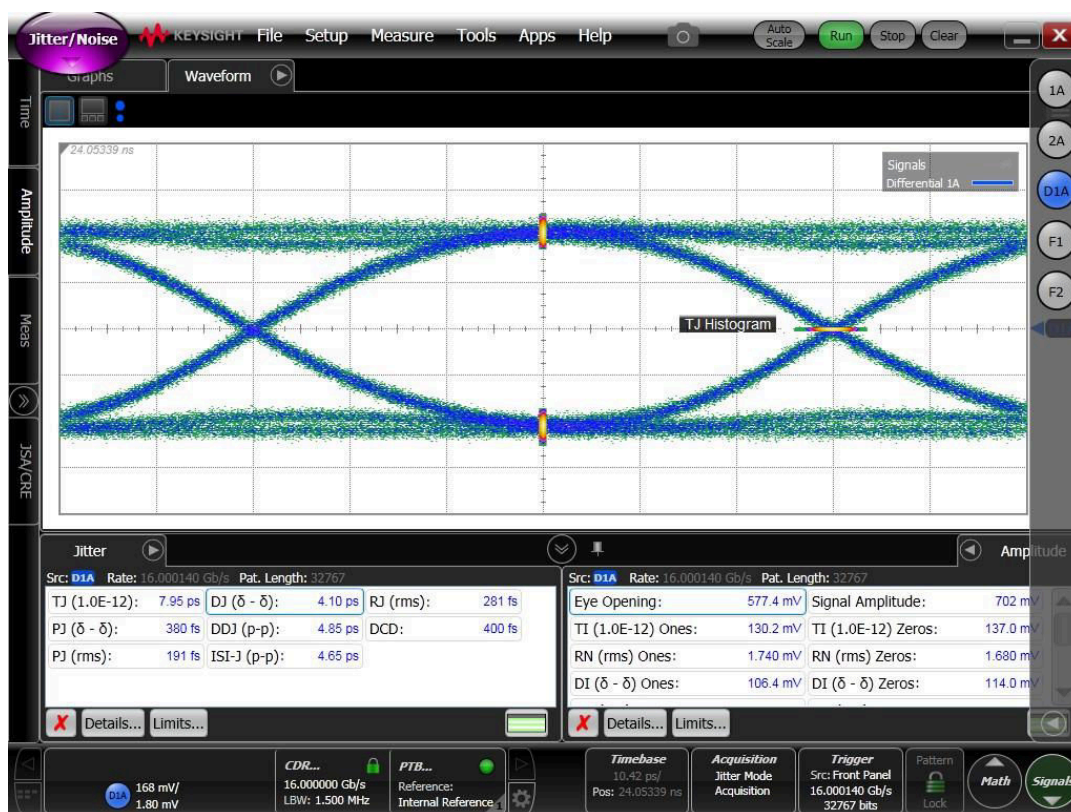 Jitter/Noise
KEYSIGHT File Setup Measure Tools Apps Help Auto Scale Run Stop Clear X
Graphs Waveform
Time
Amplitude
Meas
JSA/CRE
24.05339 ns
Signals
Differential 1A
1A
2A
D1A
F1
F2
TJ Histogram
Jitter
Src: D1A Rate: 16.000140 Gb/s Pat. Length: 32767
TJ (1.0E-12): 7.95 ps DJ (δ - δ): 4.10 ps RJ (rms): 281 fs
PJ (δ - δ): 380 fs DDJ (p-p): 4.85 ps DCD: 400 fs
PJ (rms): 191 fs ISI-J (p-p): 4.65 ps
Details... Limits...
Amplitude
Src: D1A Rate: 16.000140 Gb/s Pat. Length: 32767
Eye Opening: 577.4 mV Signal Amplitude: 702 mV
TI (1.0E-12) Ones: 130.2 mV TI (1.0E-12) Zeros: 137.0 mV
RN (rms) Ones: 1.740 mV RN (rms) Zeros: 1.680 mV
DI (δ - δ) Ones: 106.4 mV DI (δ - δ) Zeros: 114.0 mV
Details... Limits...
D1A 168 mV/
1.80 mV
CDR...
16.000000 Gb/s
LBW: 1.500 MHz
PTB...
Reference:
Internal Reference
1
Timebase
10.42 ps/
Pos: 24.05339 ns
Acquisition
Jitter Mode
Acquisition
Trigger
Src: Front Panel
16.000140 Gb/s
32767 bits
Pattern
Lock
Math
Signals